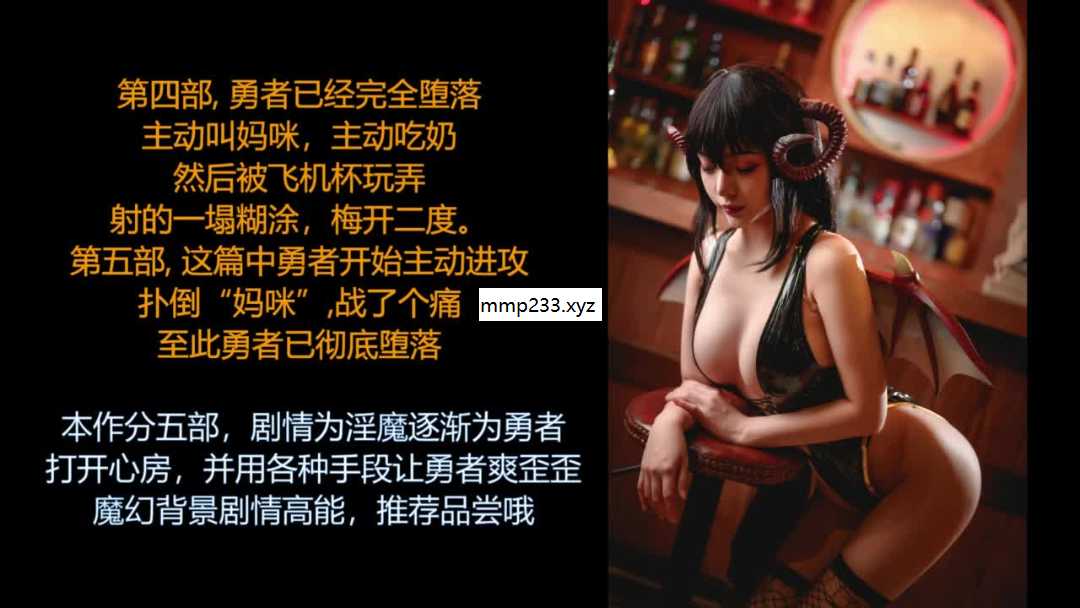 第四部, 勇者已经完全堕落
主动叫妈咪，主动吃奶
然后被飞机杯玩弄
射的一塌糊涂，梅开二度。
第五部, 这篇中勇者开始主动进攻
扑倒“妈咪”,战了个痛
mmp233.xyz
至此勇者已彻底堕落
本作分五部，剧情为淫魔逐渐为勇者
打开心房，并用各种手段让勇者爽歪歪
魔幻背景剧情高能，推荐品尝哦